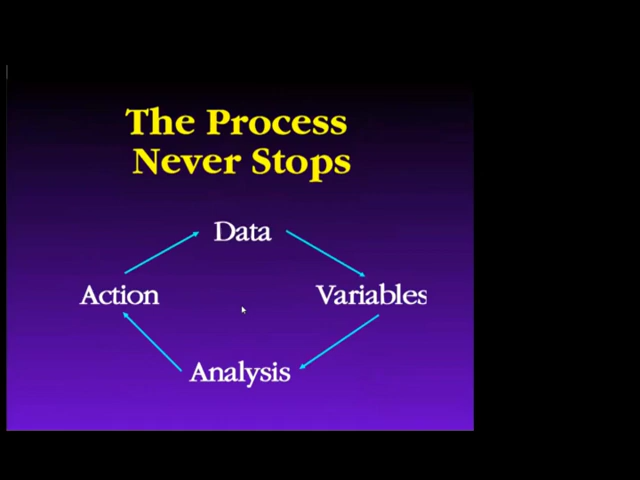 The Process
Never Stops
Data
Action
Variables
Analysis